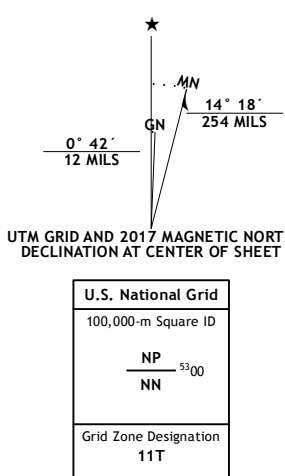 ★
MN
GN
14° 18´
254 MILS
0° 42´
12 MILS
UTM GRID AND 2017 MAGNETIC NORT
DECLINATION AT CENTER OF SHEET
U.S. National Grid
100,000-m Square ID
NP
5300
NN
Grid Zone Designation
11T